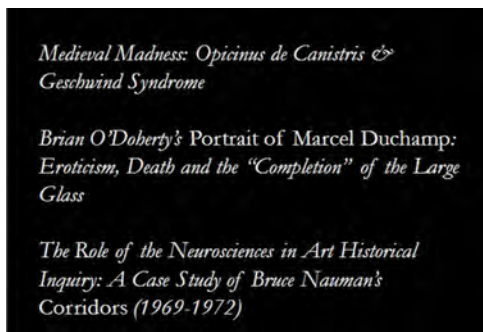 Medieval Madness: Opicinus de Canistris &
Geschwind Syndrome
Brian O'Doherty's Portrait of Marcel Duchamp:
Eroticism, Death and the “Completion” of the Large
Glass
The Role of the Neurosciences in Art Historical
Inquiry: A Case Study of Bruce Nauman's
Corridors (1969-1972)